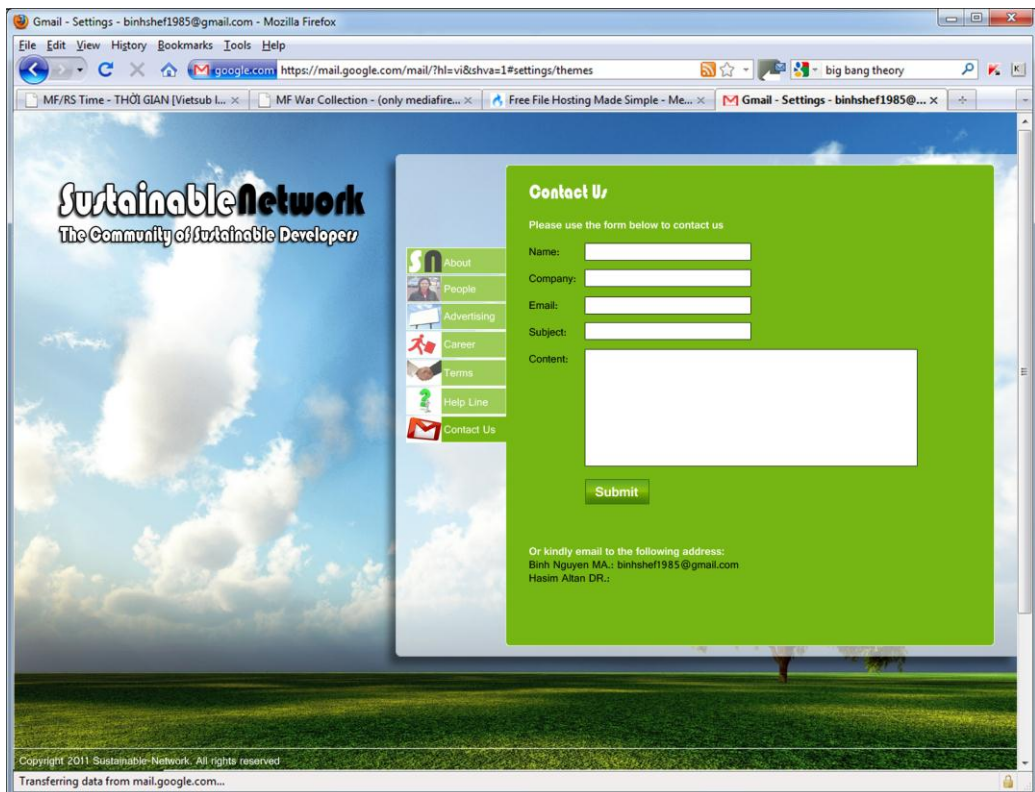 Gmail - Settings - binhshef1985@gmail.com - Mozilla Firefox
File Edit View History Bookmarks Tools Help
google.com https://mail.google.com/mail/?hl=vi&shva=1#settings/themes big bang theory
MF/RS Time - THỜI GIAN [Vietsub l... MF War Collection - (only mediafire... Free File Hosting Made Simple - Me... Gmail - Settings - binhshef1985@...
SustainableNetwork
The Community of Sustainable Developers
About
People
Advertising
Career
Terms
Help Line
Contact Us
Contact Us
Please use the form below to contact us
Name:
Company:
Email:
Subject:
Content:
Submit
Or kindly email to the following address:
Binh Nguyen MA.: binhshef1985@gmail.com
Hasim Altan DR.:
Copyright 2011 Sustainable-Network. All rights reserved
Transferring data from mail.google.com...